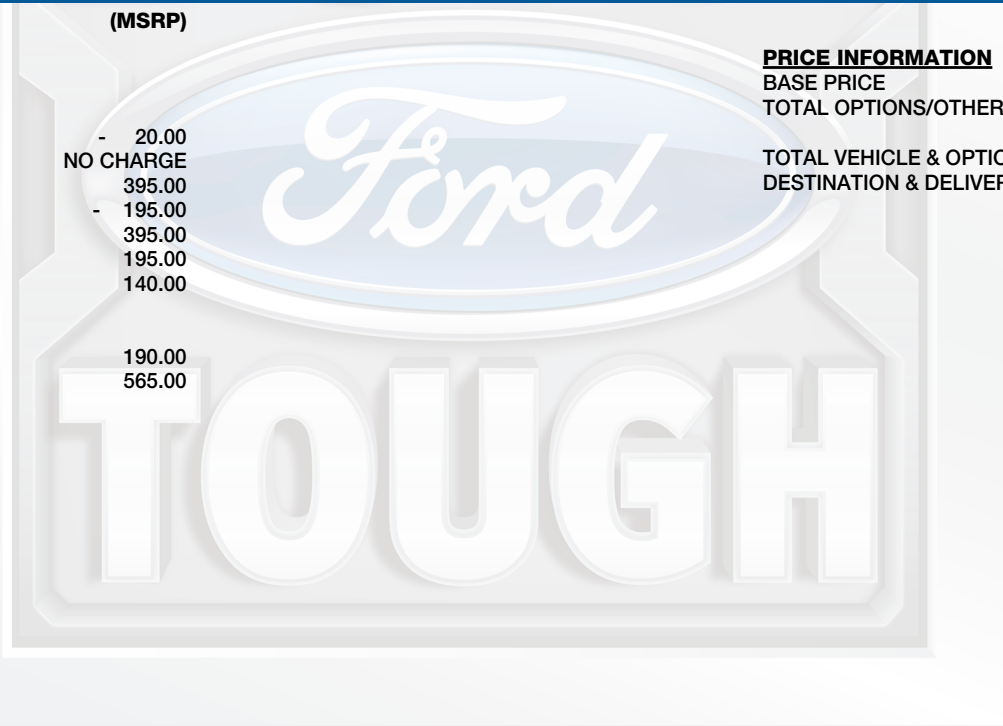 (MSRP)
- 20.00
NO CHARGE
395.00
- 195.00
395.00
195.00
140.00
190.00
565.00
PRICE INFORMATION
BASE PRICE
TOTAL OPTIONS/OTHER
TOTAL VEHICLE & OPTIO
DESTINATION & DELIVER
Ford
TOUGH